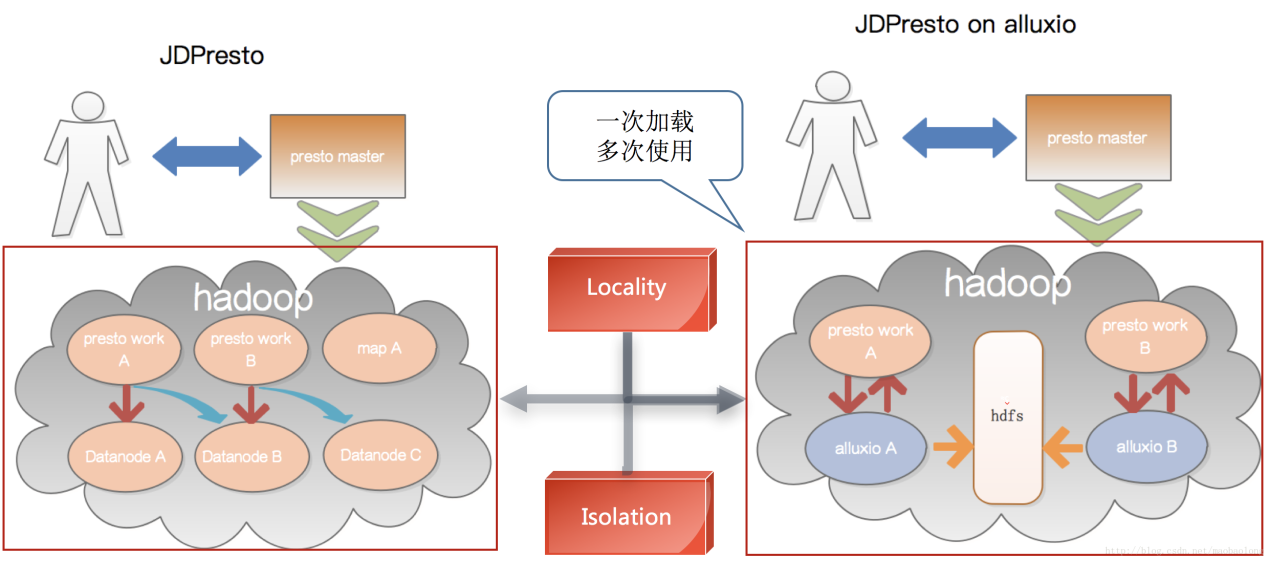 JDPresto
presto master
hadoop
presto work
A
presto work
B
map A
Datanode A
Datanode B
Datanode C
一次加载
多次使用
Locality
Isolation
JDPresto on alluxio
presto master
hadoop
presto work
A
presto work
B
hdfs
alluxio A
alluxio B